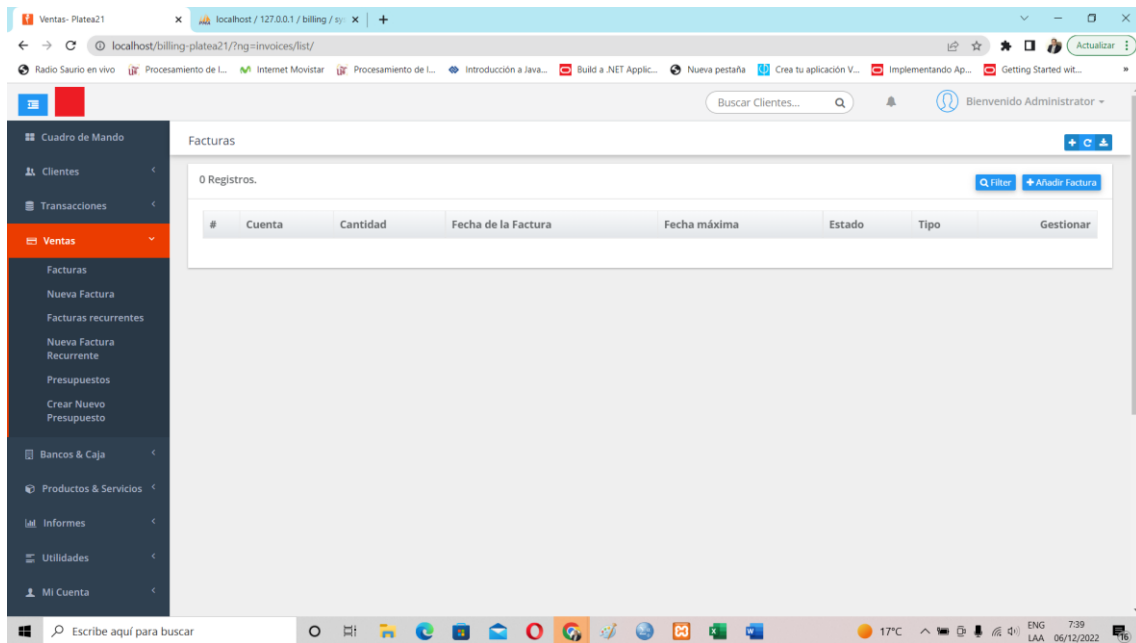 Ventas- Platea21
localhost / 127.0.0.1 / billing / sy
localhost/billing-platea21/?ng=invoices/list/
Actualizar
Radio Saurio en vivo
Procesamiento de l...
Internet Movistar
Procesamiento de l...
Introducción a Java...
Build a .NET Applic...
Nueva pestaña
Crea tu aplicación V...
Implementando Ap...
Getting Started wit...
»
Buscar Clientes...
Bienvenido Administrator
Cuadro de Mando
Clientes
Transacciones
Ventas
Facturas
Nueva Factura
Facturas recurrentes
Nueva Factura
Recurrente
Presupuestos
Crear Nuevo
Presupuesto
Bancos & Caja
Productos & Servicios
Informes
Utilidades
Mi Cuenta
Facturas
0 Registros.
Filter
Añadir Factura
# Cuenta Cantidad Fecha de la Factura Fecha máxima Estado Tipo Gestionar
Escribe aquí para buscar
17°C
ENG
LAA
7:39
06/12/2022
16